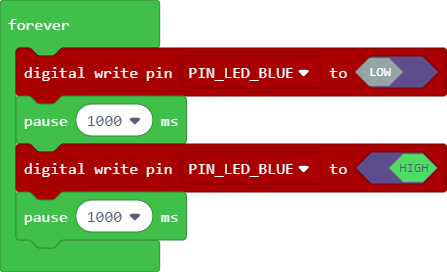 forever
digital write pin PIN_LED_BLUE to LOW
pause 1000 ms
digital write pin PIN_LED_BLUE to HIGH
pause 1000 ms